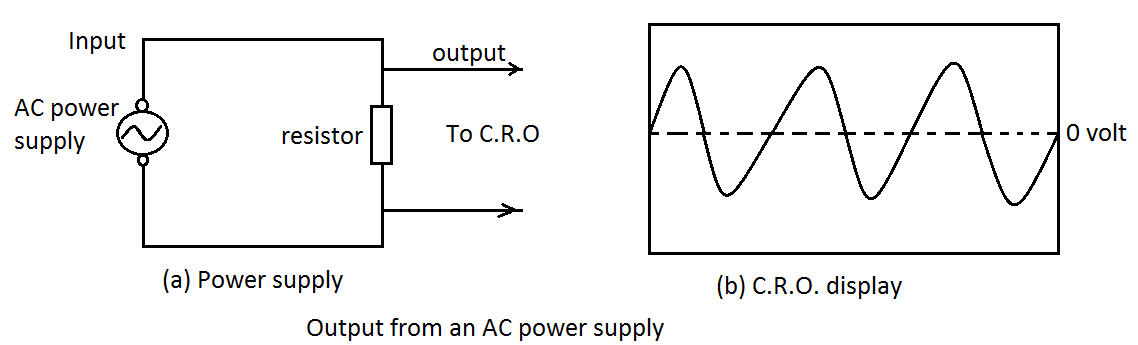 Input
output
AC power
supply
resistor
To C.R.O
(a) Power supply
0 volt
(b) C.R.O. display
Output from an AC power supply